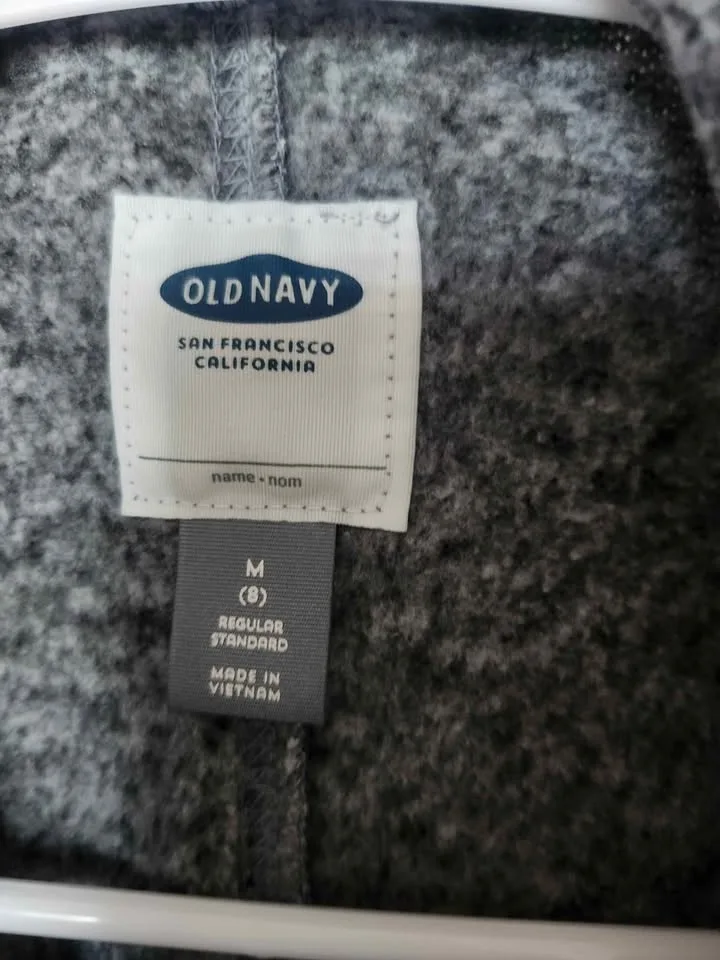 OLD NAVY
SAN FRANCISCO
CALIFORNIA
name • nom
M
(8)
REGULAR
STANDARD
MADE IN
VIETNAM